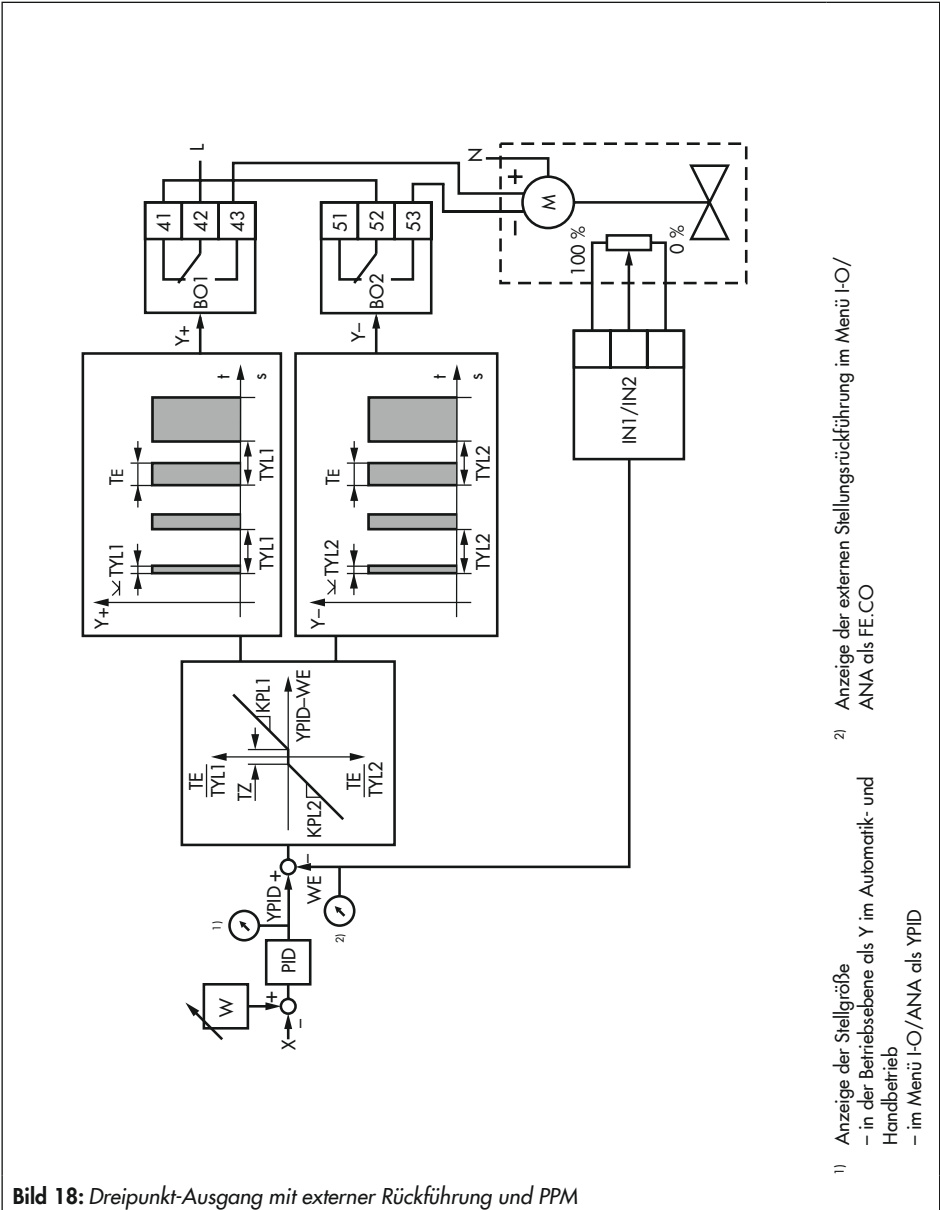 W
X
+
−
PID
1)
YPID +
−
WE
2)
TE
TYL1
TZ
KPL1
YPID−WE
KPL2
TE
TYL2
Y+
TYL1
TE
t
s
TYL1
TYL1
Y−
TYL2
TE
t
s
TYL2
TYL2
Y+
BO1
41
42
43
L
Y−
BO2
51
52
53
N
+
−
M
100 %
0 %
IN1/IN2
1) Anzeige der Stellgröße
– in der Betriebsebene als Y im Automatik- und
Handbetrieb
– im Menü I-O/ANA als YPID
2) Anzeige der externen Stellungsrückführung im Menü I-O/
ANA als FE.CO
Bild 18: Dreipunkt-Ausgang mit externer Rückführung und PPM